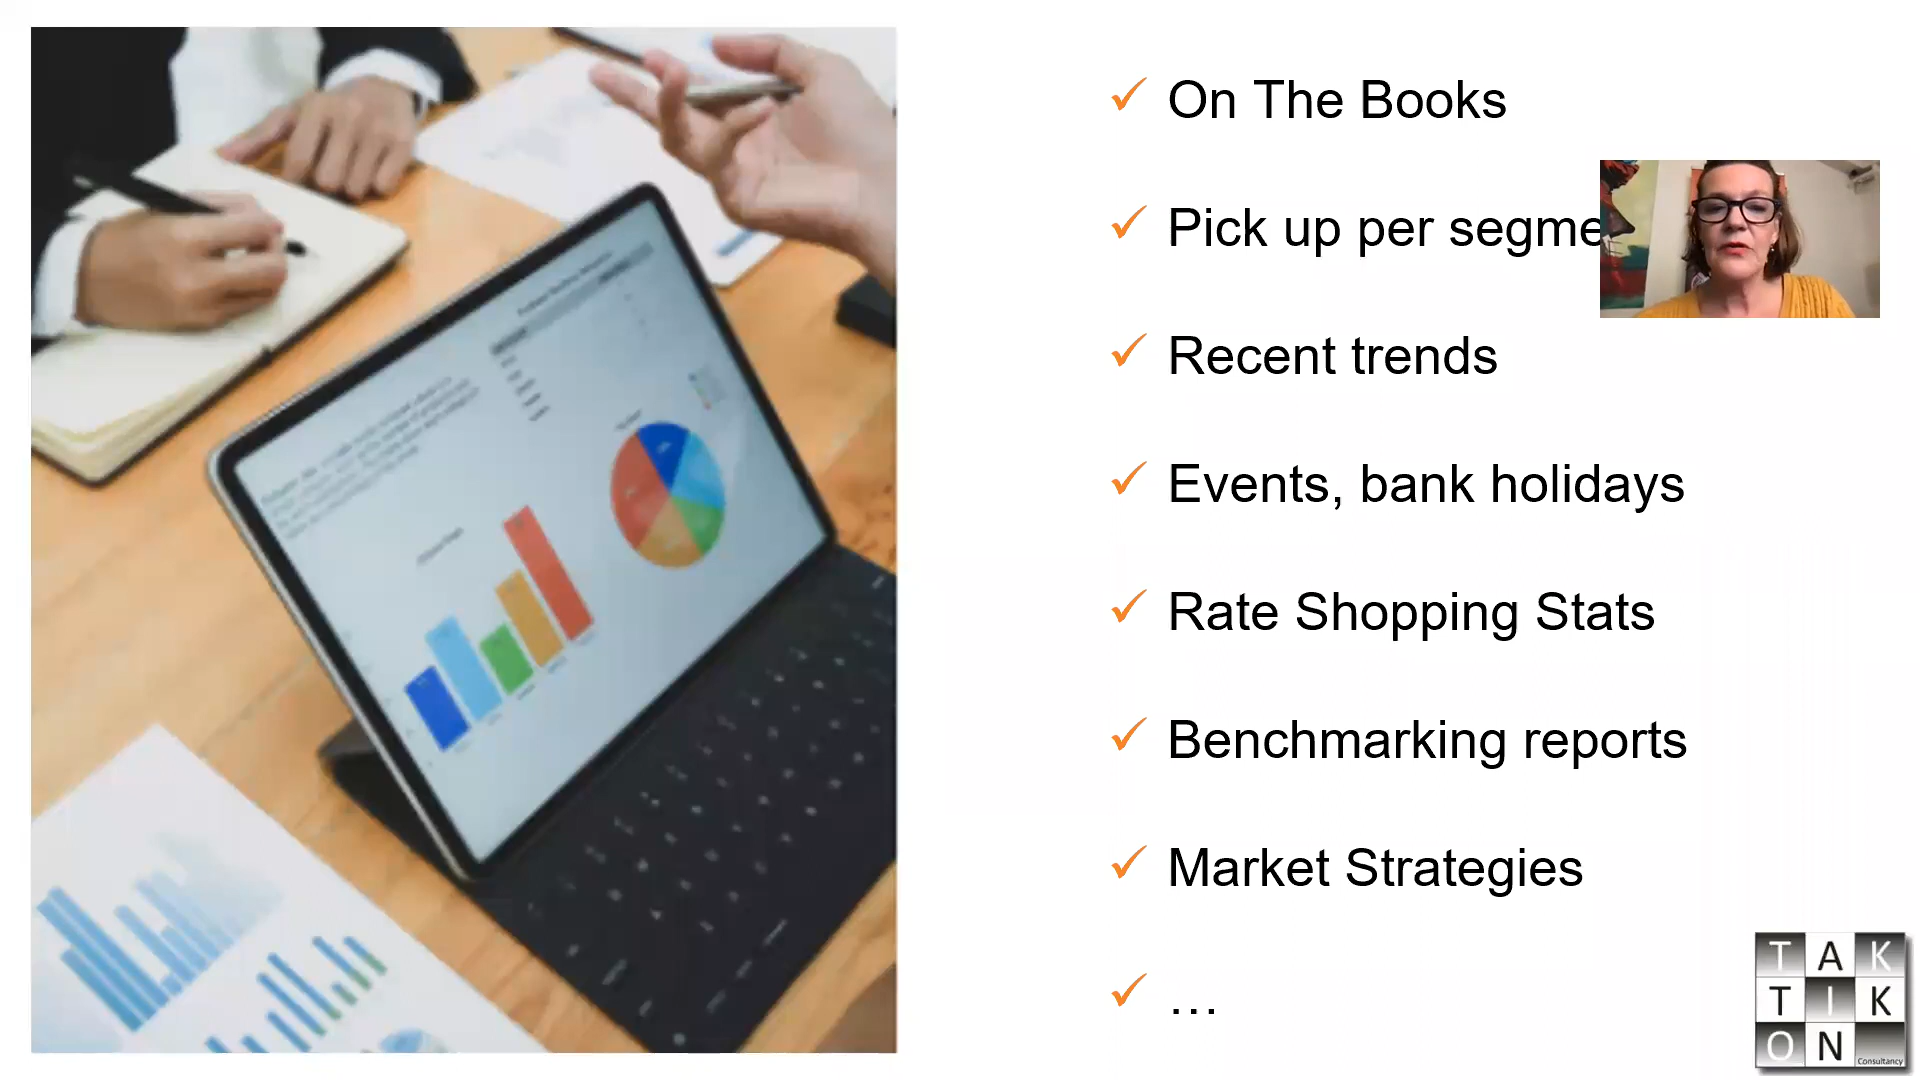 On The Books
Pick up per segme
Recent trends
Events, bank holidays
Rate Shopping Stats
Benchmarking reports
Market Strategies
...
T A K
T I K
O N
Consultancy